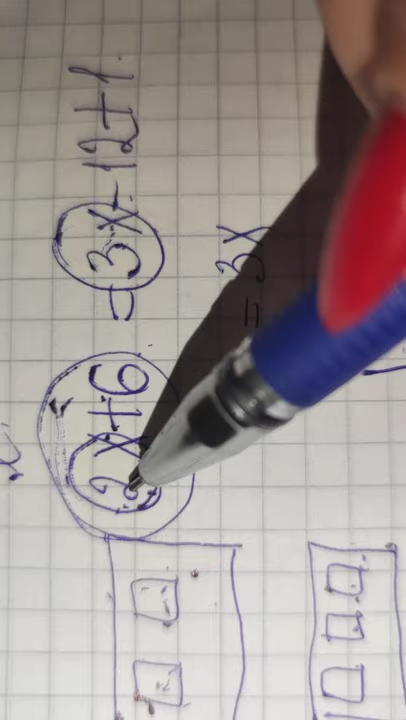 2x+6 = 3x-12+1
= 3x